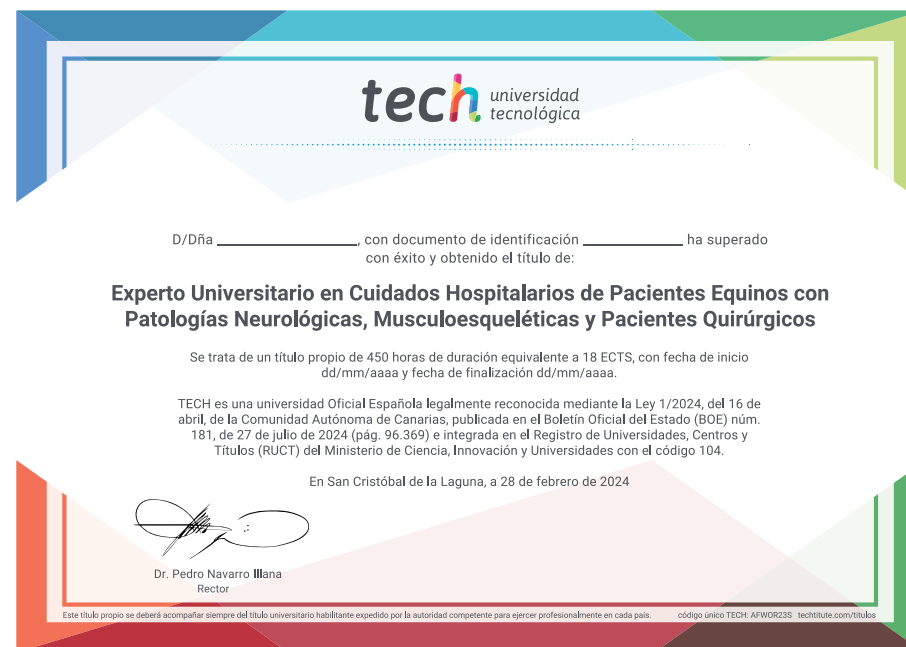 tech universidad
tecnológica
D/Dña ____________________, con documento de identificación ______________ ha superado
con éxito y obtenido el título de:
Experto Universitario en Cuidados Hospitalarios de Pacientes Equinos con
Patologías Neurológicas, Musculoesqueléticas y Pacientes Quirúrgicos
Se trata de un título propio de 450 horas de duración equivalente a 18 ECTS, con fecha de inicio
dd/mm/aaaa y fecha de finalización dd/mm/aaaa.
TECH es una universidad Oficial Española legalmente reconocida mediante la Ley 1/2024, del 16 de
abril, de la Comunidad Autónoma de Canarias, publicada en el Boletín Oficial del Estado (BOE) núm.
181, de 27 de julio de 2024 (pág. 96.369) e integrada en el Registro de Universidades, Centros y
Títulos (RUCT) del Ministerio de Ciencia, Innovación y Universidades con el código 104.
En San Cristóbal de la Laguna, a 28 de febrero de 2024
Dr. Pedro Navarro Illana
Rector
Este título propio se deberá acompañar siempre del título universitario habilitante expedido por la autoridad competente para ejercer profesionalmente en cada país. código único TECH: AFWOR23S techtitute.com/titulos